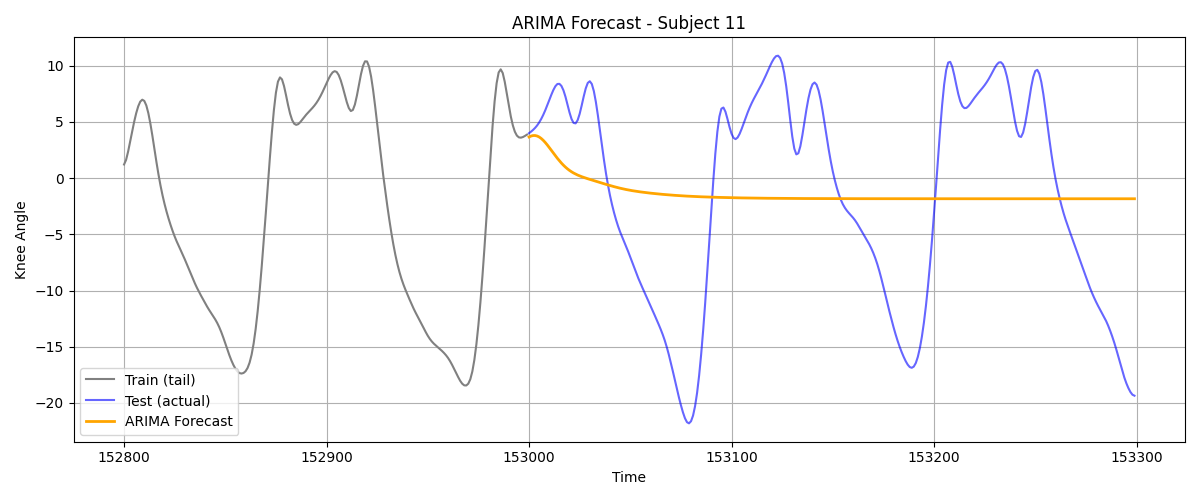 ARIMA Forecast - Subject 11
10
5
0
−5
−10
−15
−20
Knee Angle
Train (tail)
Test (actual)
ARIMA Forecast
152800 152900 153000 153100 153200 153300
Time